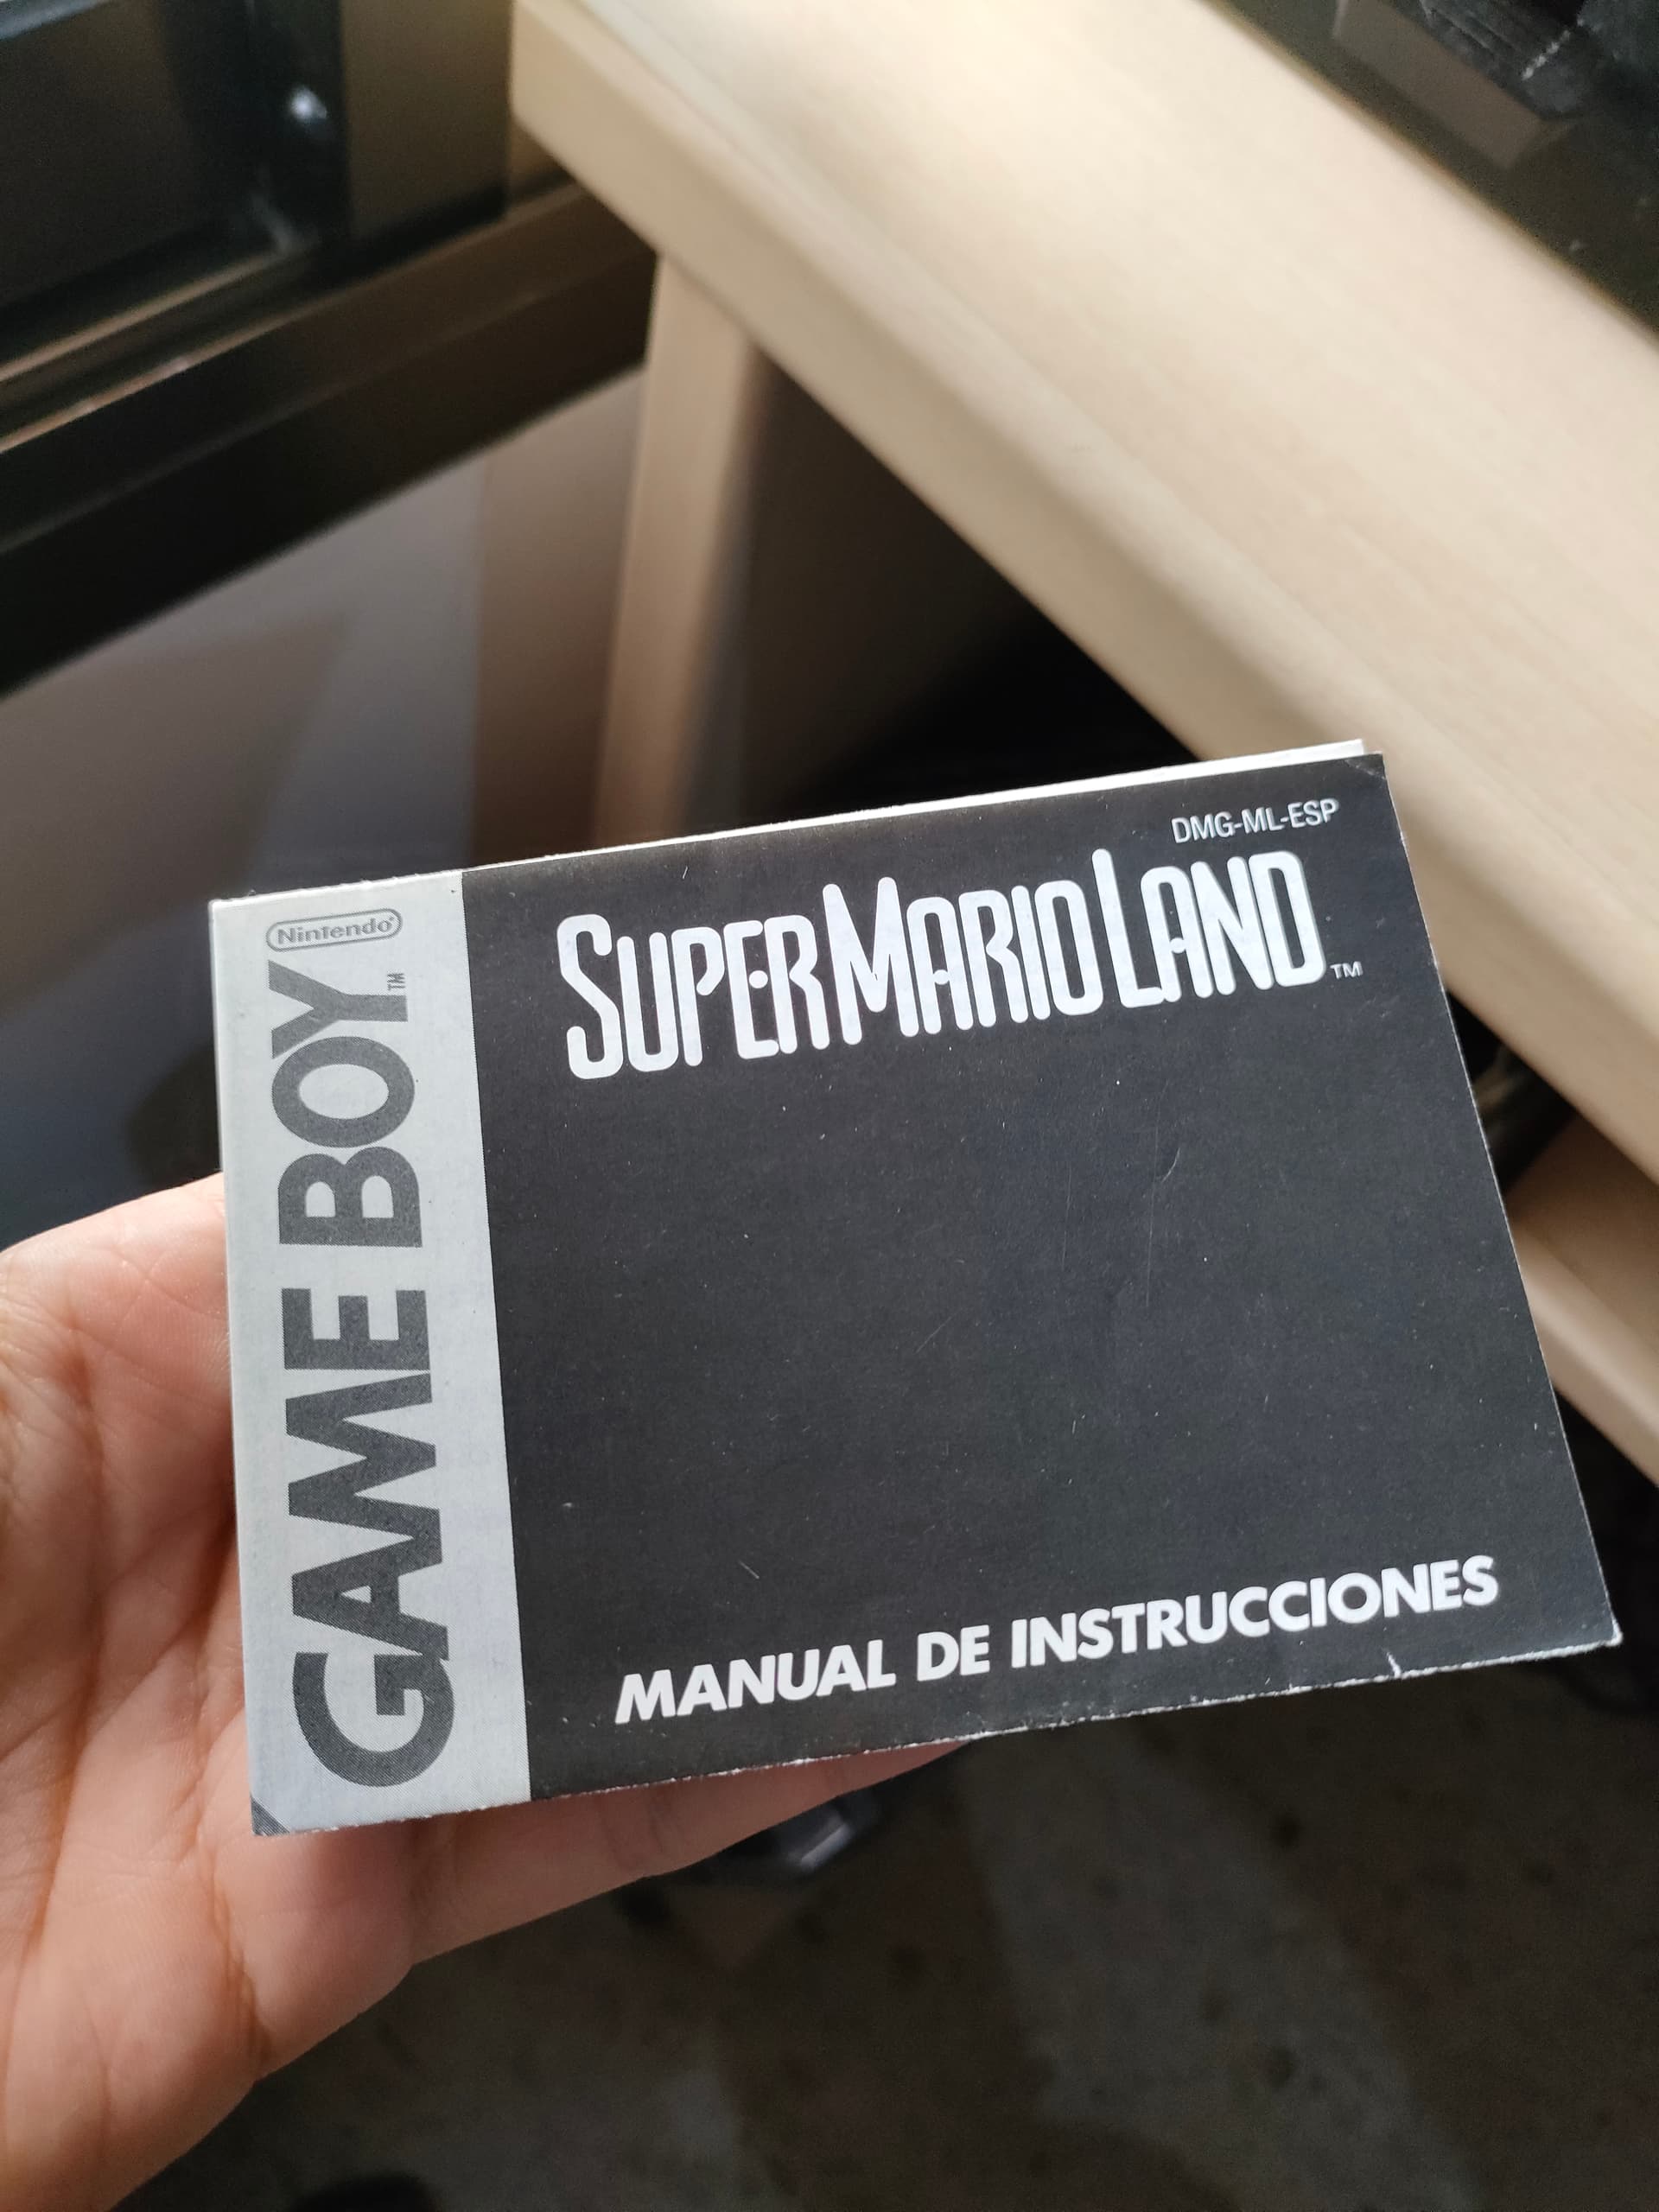 DMG-ML-ESP
SUPER MARIO LAND™
MANUAL DE INSTRUCCIONES
Nintendo®
GAME BOY™